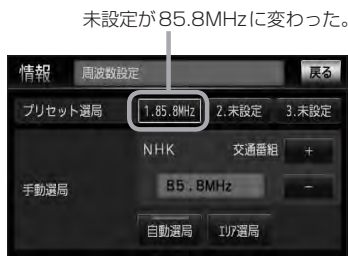 未設定が85.8MHzに変わった。
情報 周波数設定 戻る
プリセット選局 1.85.8MHz 2.未設定 3.未設定
NHK 交通番組 +
手動選局 85.8MHz -
自動選局 エリア選局